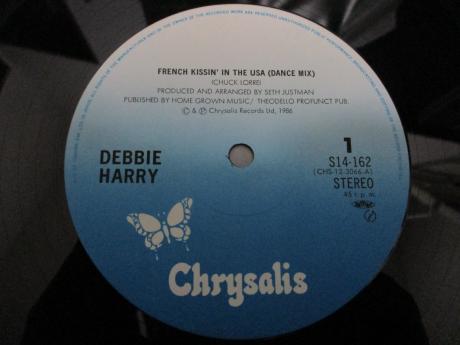 FRENCH KISSIN' IN THE USA (DANCE MIX)
(CHUCK LORRE)
PRODUCED AND ARRANGED BY SETH JUSTMAN
PUBLISHED BY HOME GROWN MUSIC/ THEODELLO PROFUNCT PUB.
© & ℗ Chrysalis Records Ltd, 1986
DEBBIE
HARRY
1
S14-162
(CHS-12-3066-A)
STEREO
45 r.p.m.
Chrysalis